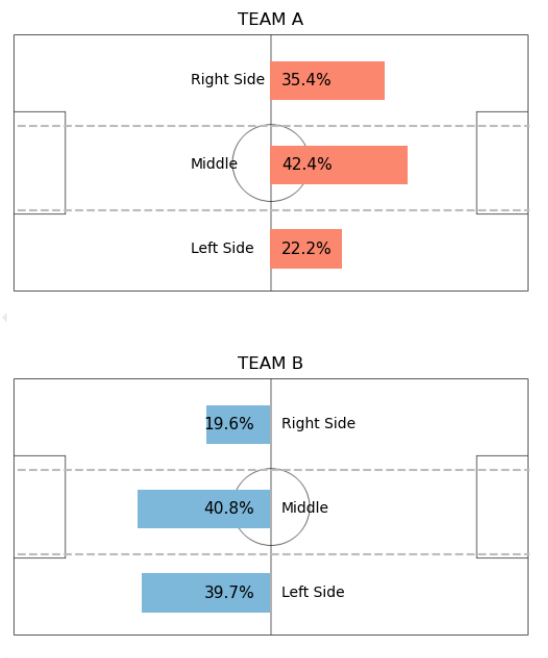 TEAM A
Right Side 35.4%
Middle 42.4%
Left Side 22.2%
TEAM B
19.6% Right Side
40.8% Middle
39.7% Left Side